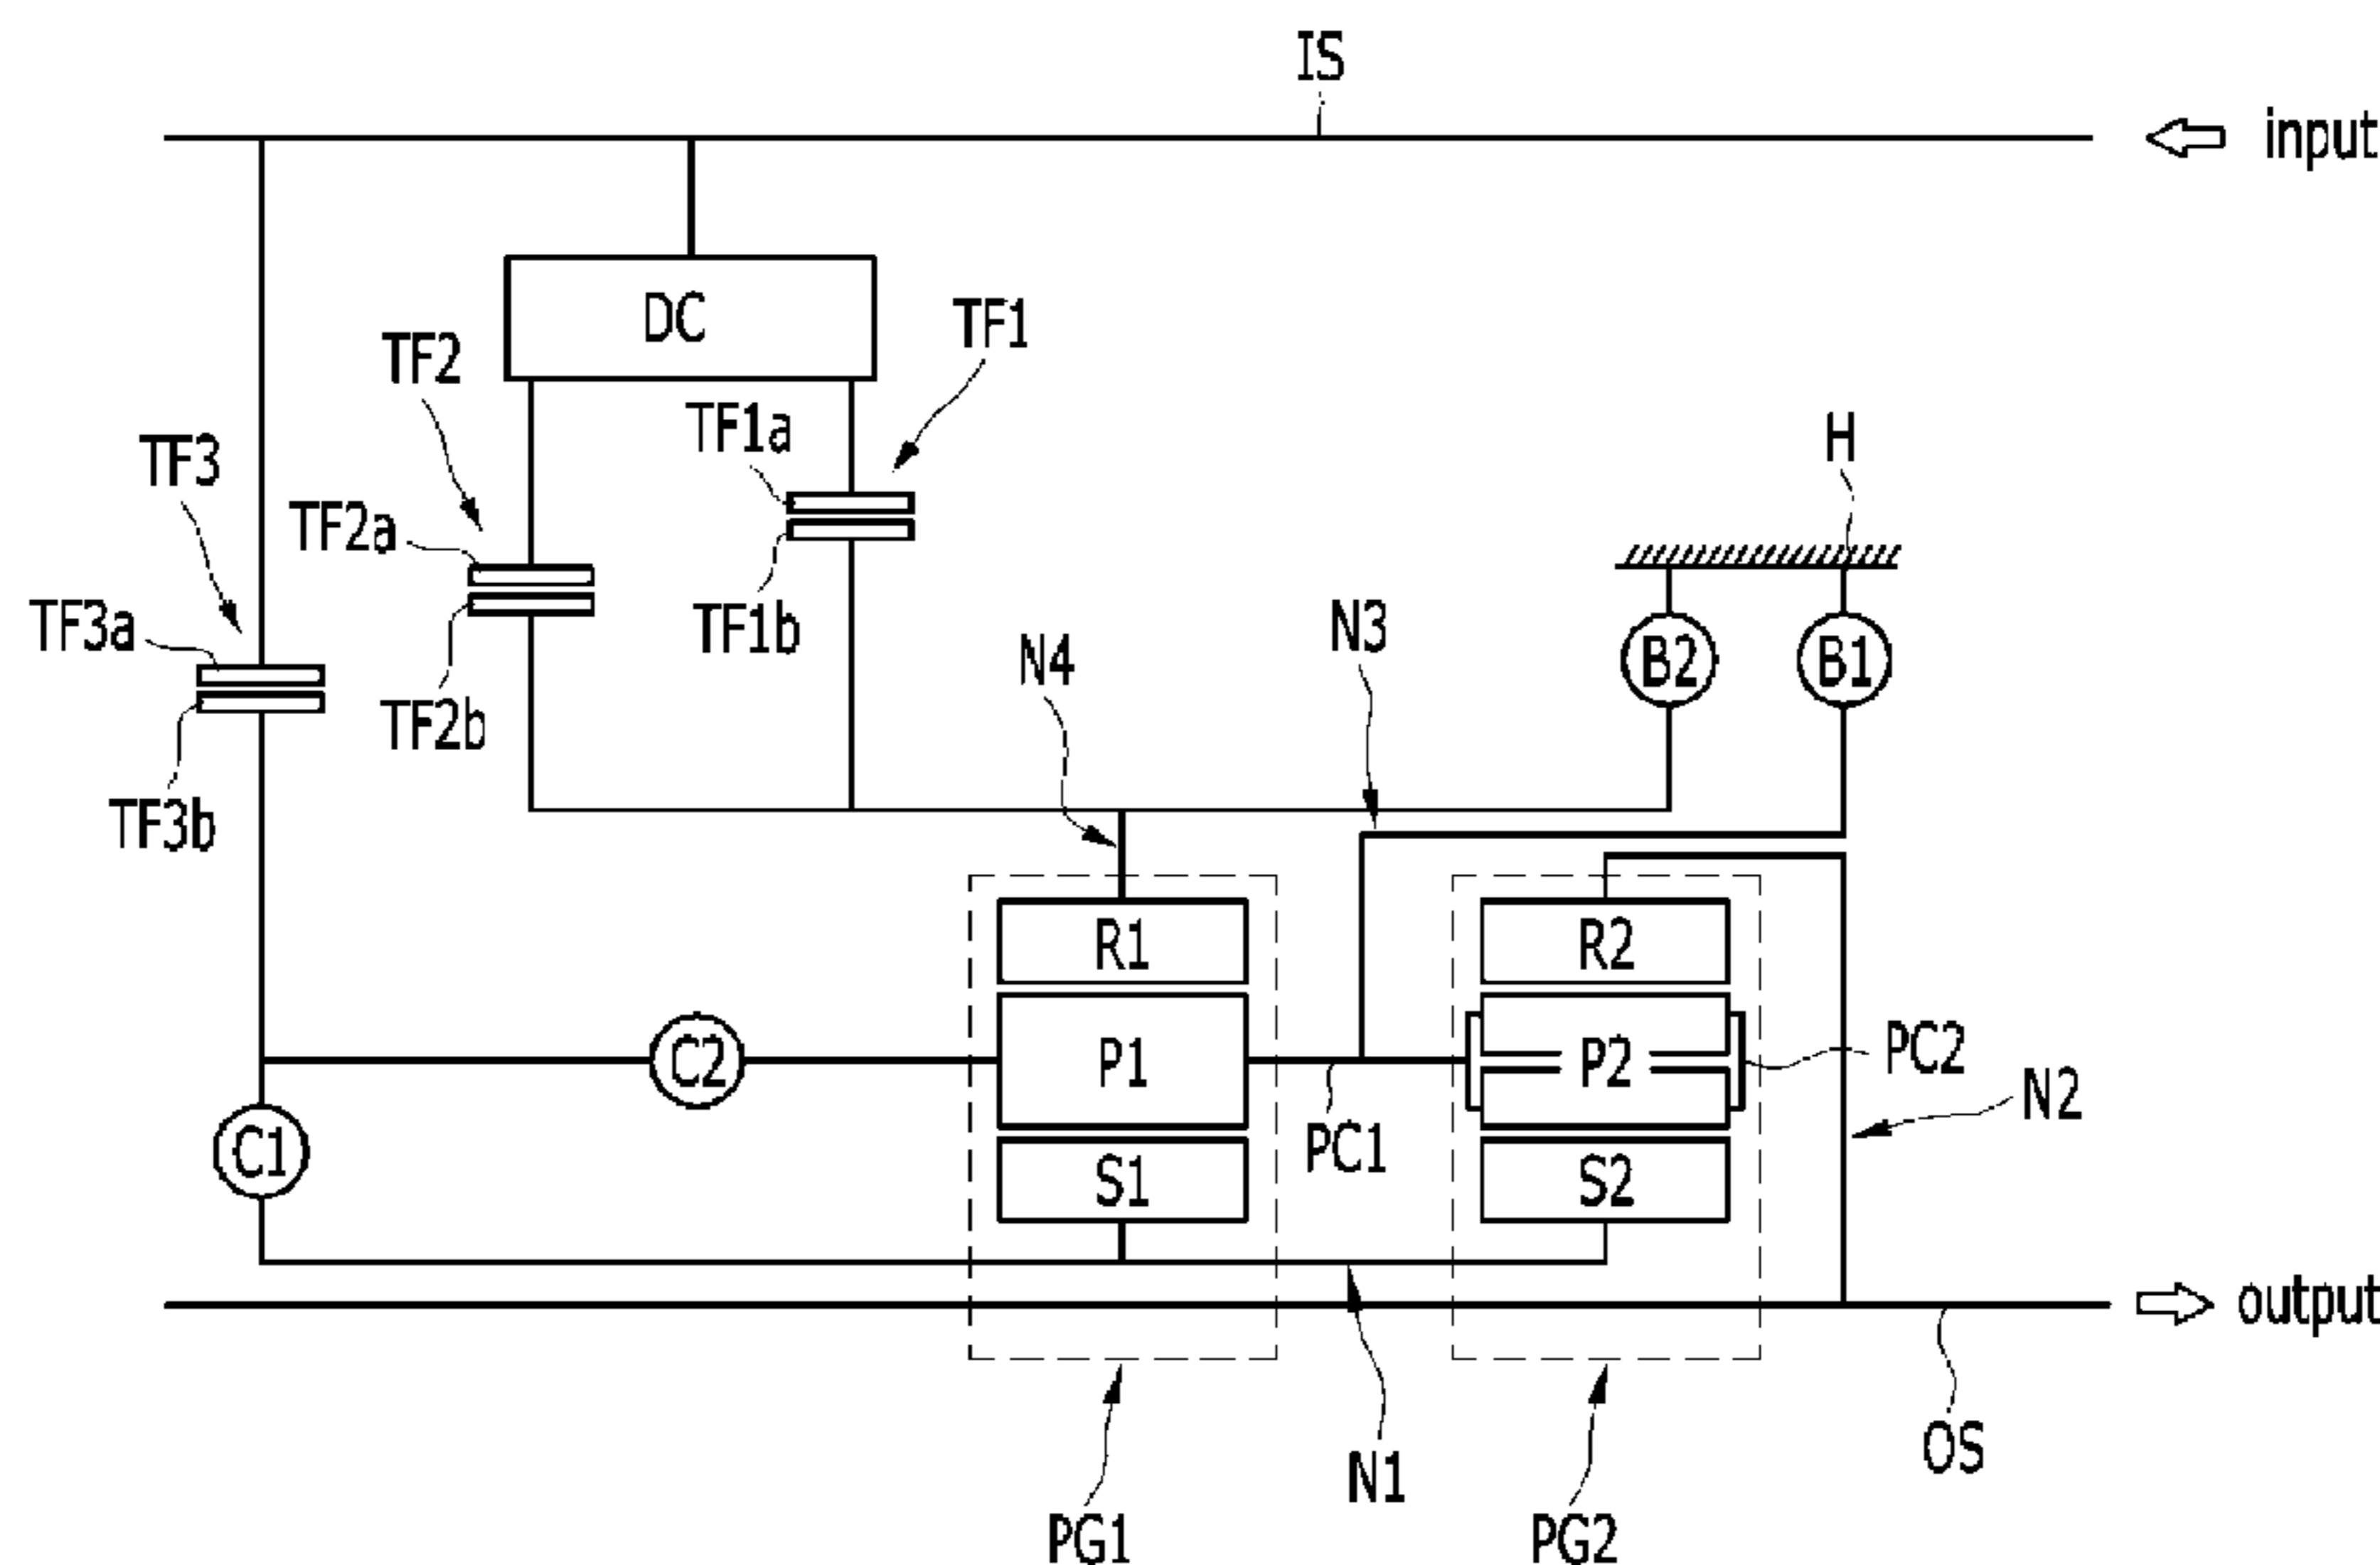 IS
input
DC
TF1
TF2
TF1a
H
TF3
TF2a
TF3a
TF1b
N3
N4
B2
B1
TF2b
TF3b
R1
R2
C2
P1
P2
PC2
N2
C1
PC1
S1
S2
output
OS
N1
PG1
PG2